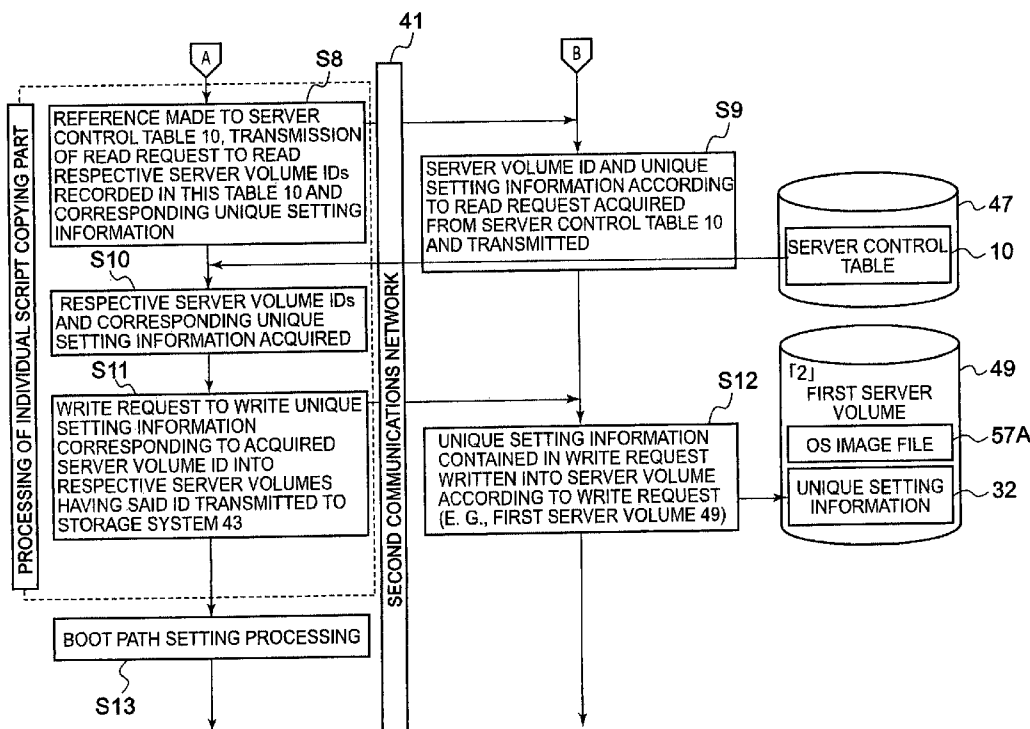 41
A
B
S8
REFERENCE MADE TO SERVER
CONTROL TABLE 10, TRANSMISSION
OF READ REQUEST TO READ
RESPECTIVE SERVER VOLUME IDs
RECORDED IN THIS TABLE 10 AND
CORRESPONDING UNIQUE SETTING
INFORMATION
S9
SERVER VOLUME ID AND UNIQUE
SETTING INFORMATION ACCORDING
TO READ REQUEST ACQUIRED
FROM SERVER CONTROL TABLE 10
AND TRANSMITTED
47
SERVER CONTROL
TABLE
10
S10
RESPECTIVE SERVER VOLUME IDs
AND CORRESPONDING UNIQUE
SETTING INFORMATION ACQUIRED
S11
WRITE REQUEST TO WRITE UNIQUE
SETTING INFORMATION
CORRESPONDING TO ACQUIRED
SERVER VOLUME ID INTO
RESPECTIVE SERVER VOLUMES
HAVING SAID ID TRANSMITTED TO
STORAGE SYSTEM 43
S12
UNIQUE SETTING INFORMATION
CONTAINED IN WRITE REQUEST
WRITTEN INTO SERVER VOLUME
ACCORDING TO WRITE REQUEST
(E. G., FIRST SERVER VOLUME 49)
「2」
49
FIRST SERVER
VOLUME
OS IMAGE FILE
57A
UNIQUE SETTING
INFORMATION
32
PROCESSING OF INDIVIDUAL SCRIPT COPYING PART
SECOND COMMUNICATIONS NETWORK
BOOT PATH SETTING PROCESSING
S13